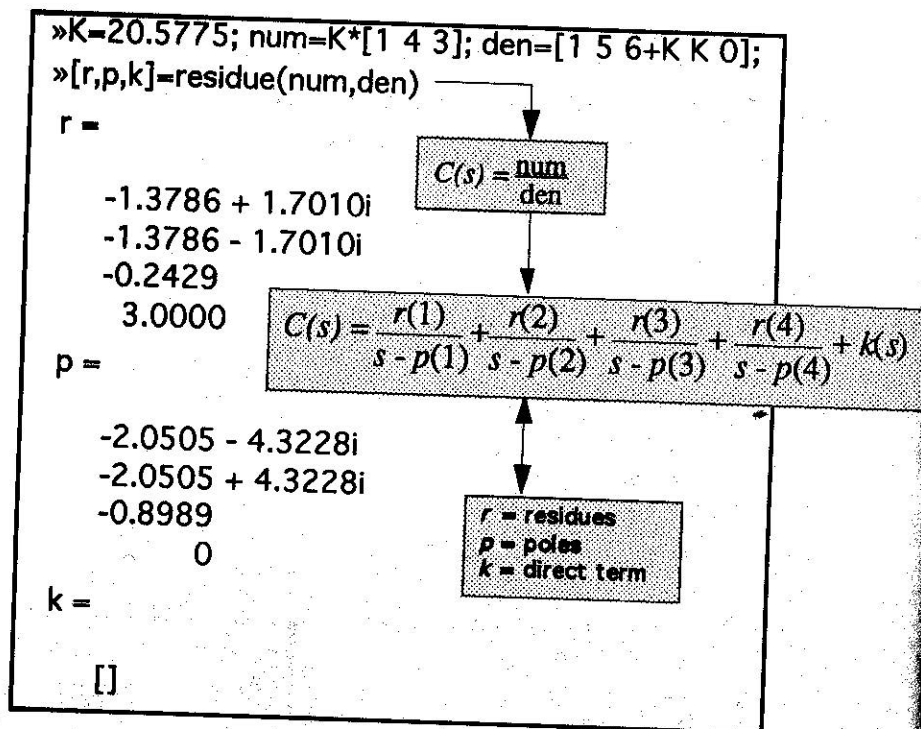 »K=20.5775; num=K*[1 4 3]; den=[1 5 6+K K 0];
»[r,p,k]=residue(num,den)
r =
C(s) = num
den
-1.3786 + 1.7010i
-1.3786 - 1.7010i
-0.2429
3.0000
C(s) = r(1)/s - p(1) + r(2)/s - p(2) + r(3)/s - p(3) + r(4)/s - p(4) + k(s)
p =
-2.0505 - 4.3228i
-2.0505 + 4.3228i
-0.8989
0
r = residues
p = poles
k = direct term
k =
[]